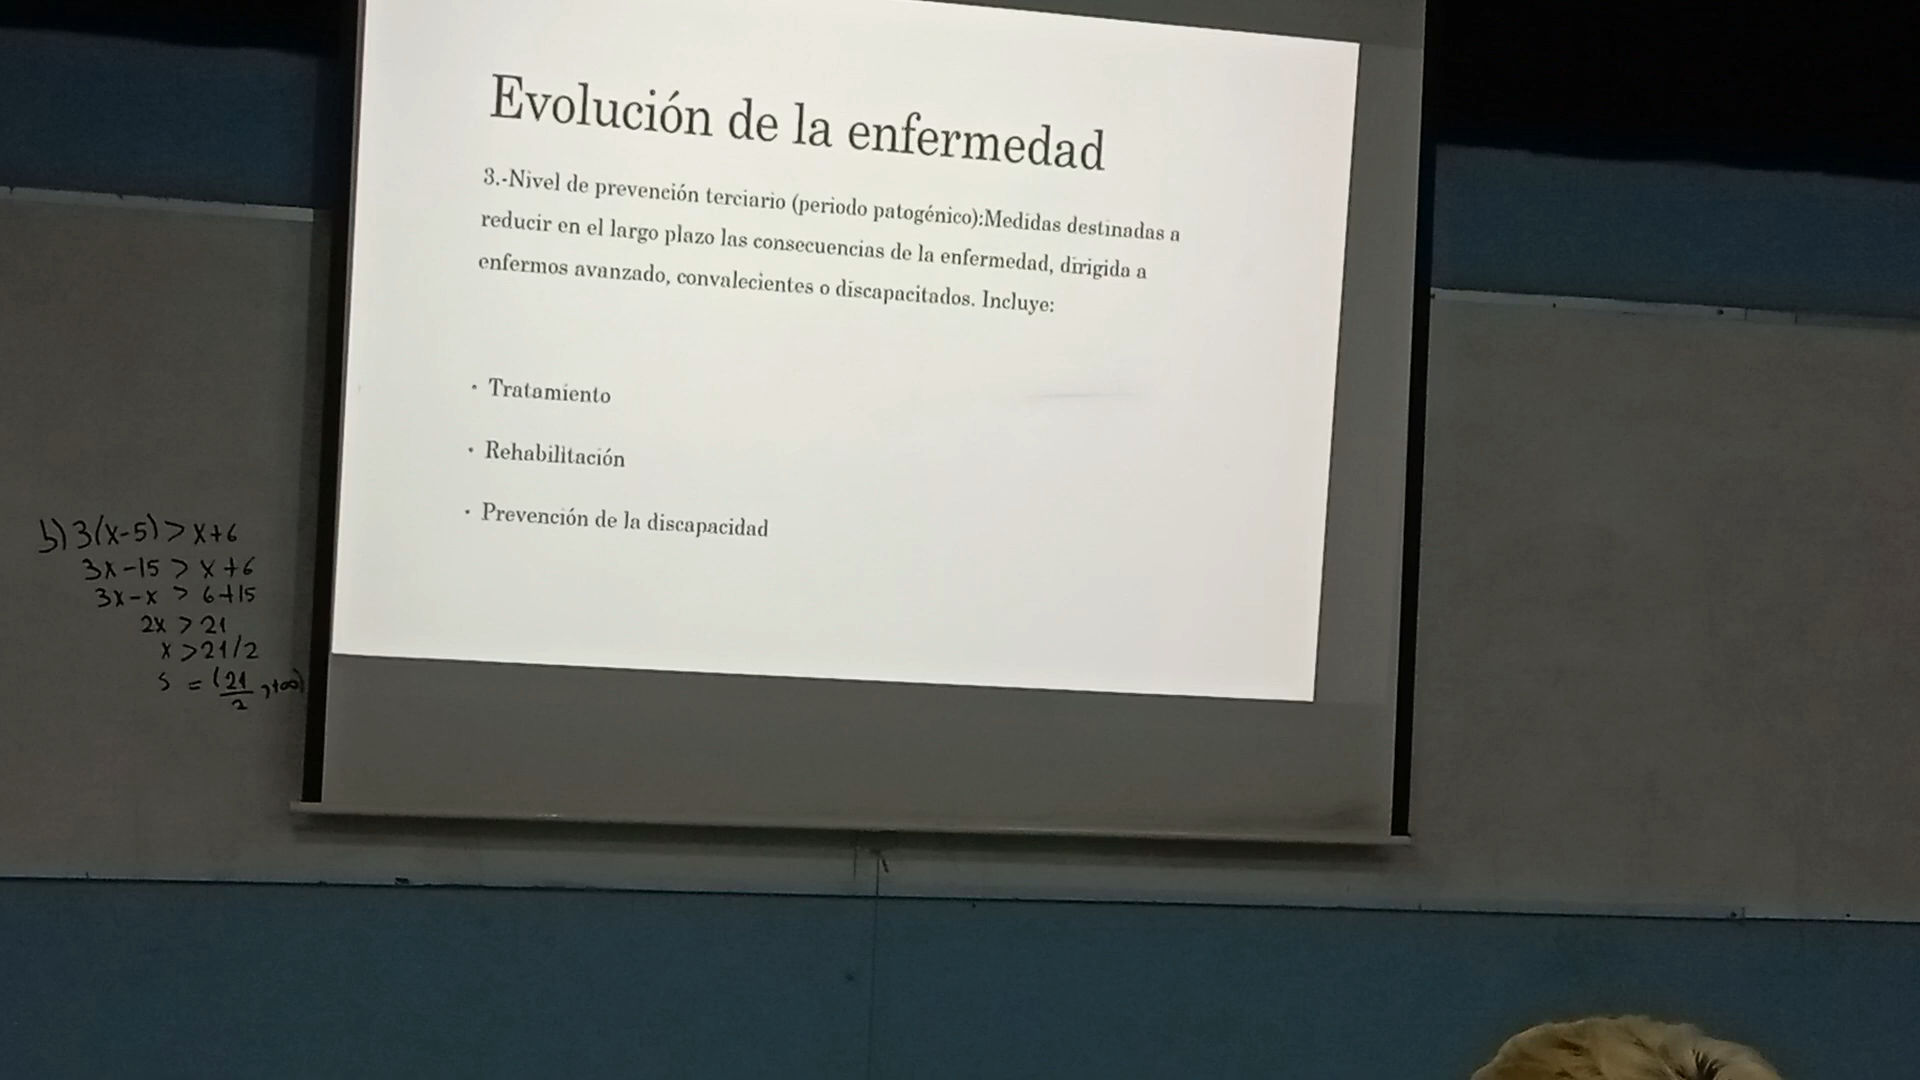 Evolución de la enfermedad
3.-Nivel de prevención terciario (periodo patogénico):Medidas destinadas a
reducir en el largo plazo las consecuencias de la enfermedad, dirigida a
enfermos avanzado, convalecientes o discapacitados. Incluye:
• Tratamiento
• Rehabilitación
• Prevención de la discapacidad
b) 3(x-5) > x+6
3x-15 > x+6
3x-x > 6+15
2x > 21
x > 21/2
S = (21/2, +∞)